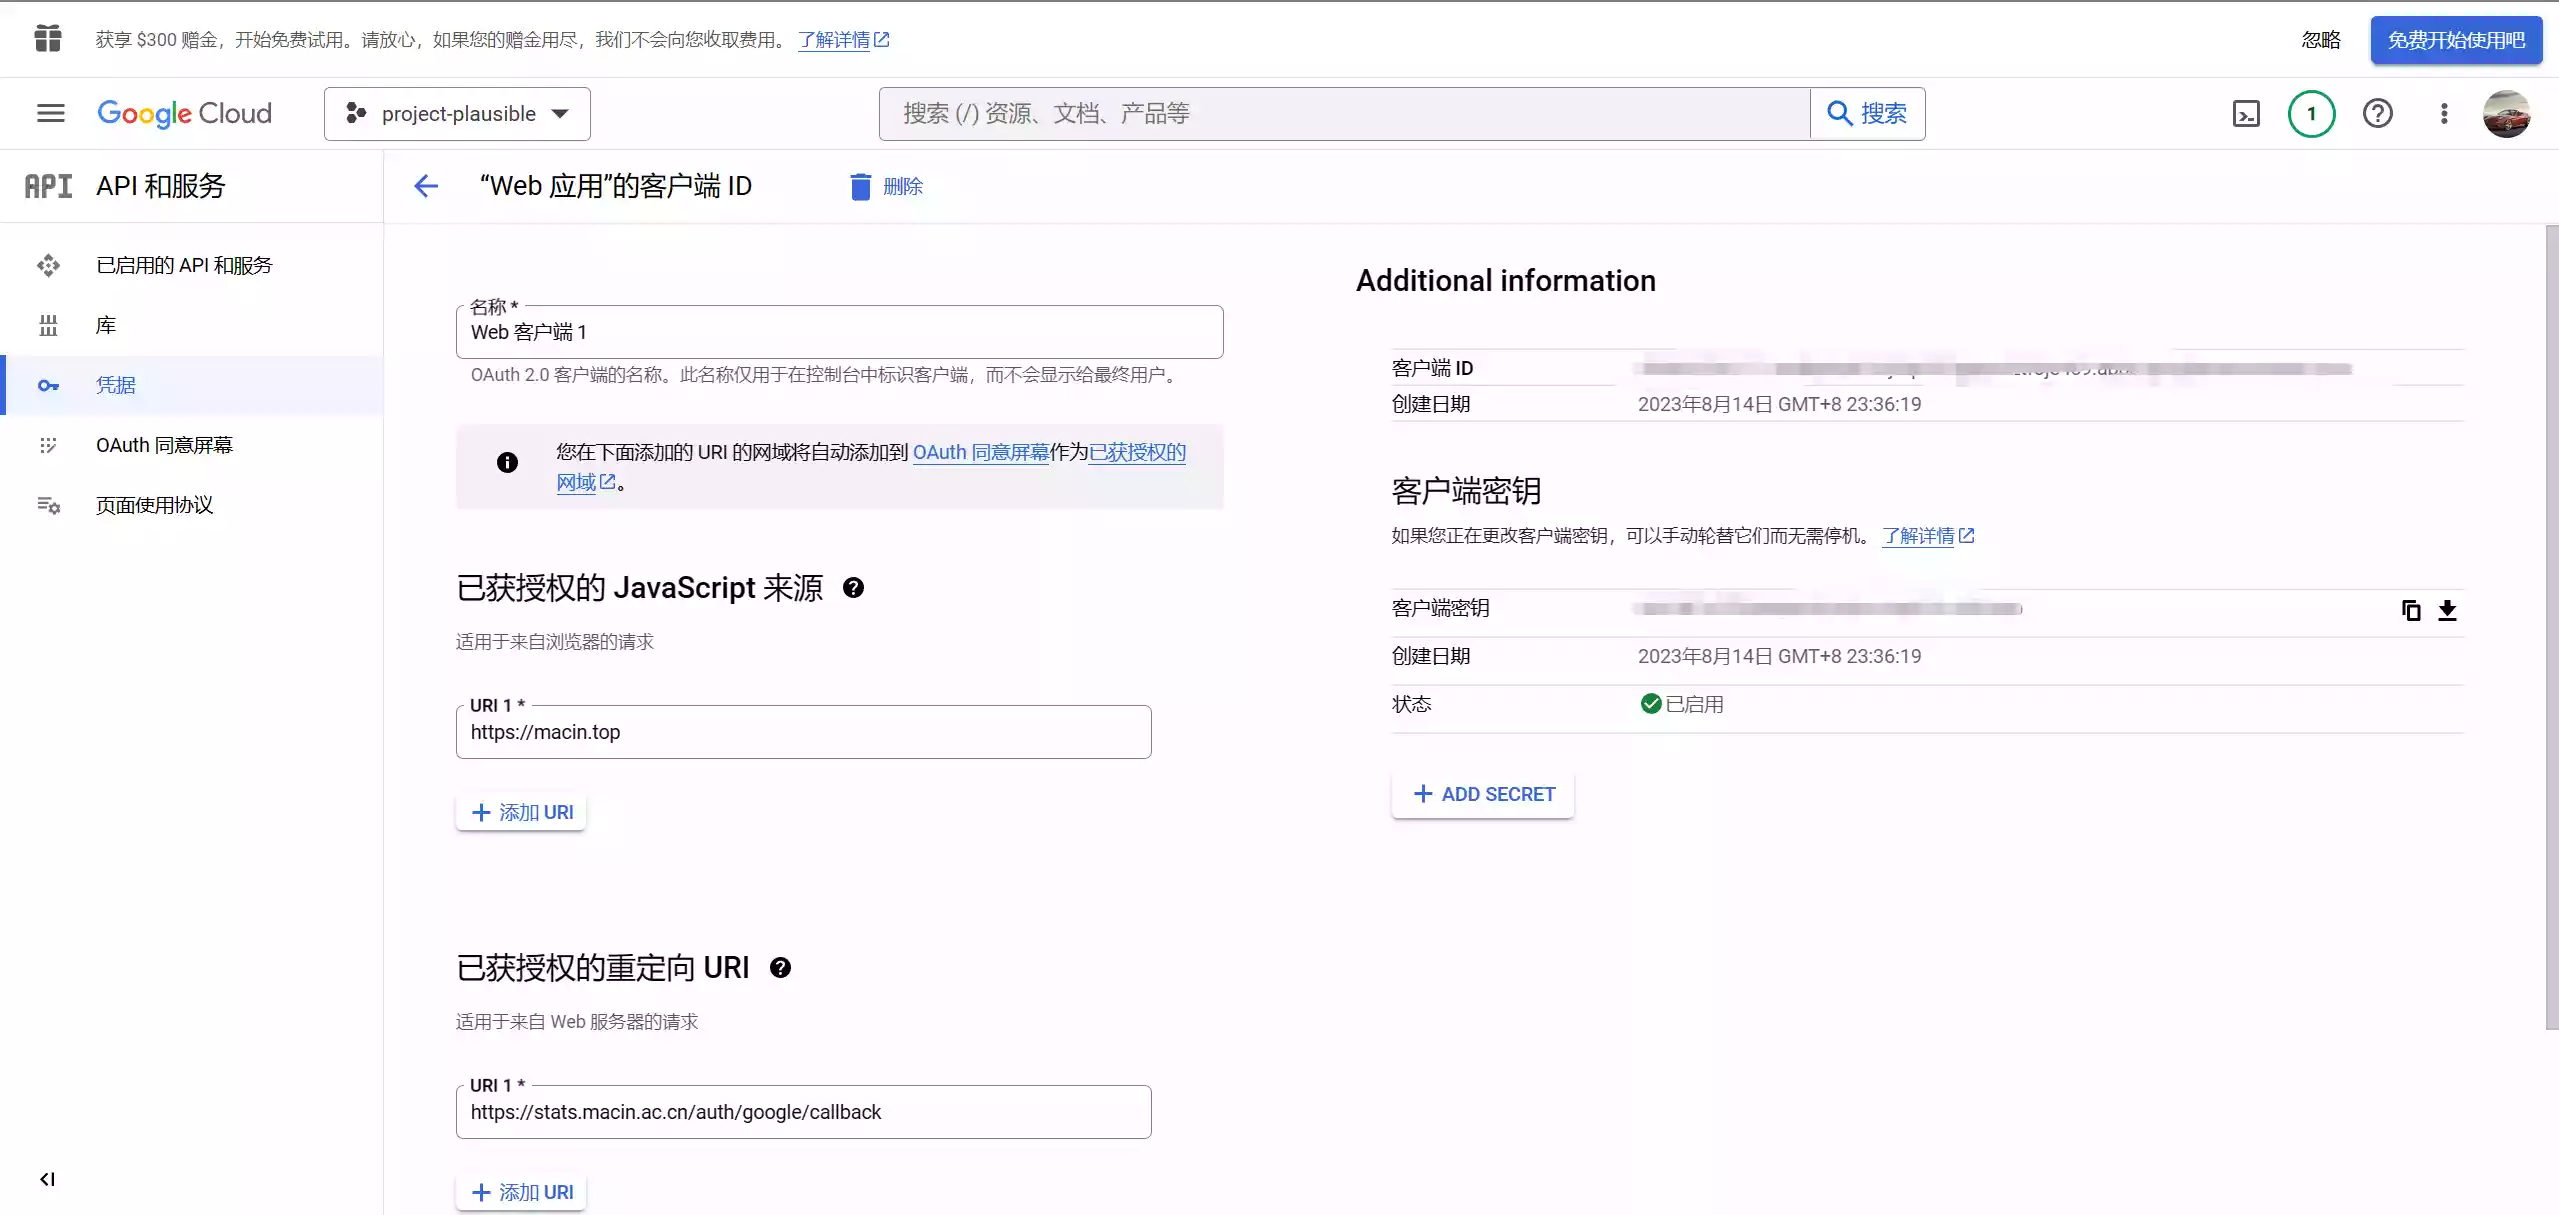 获享 $300 赠金，开始免费试用。请放心，如果您的赠金用尽，我们不会向您收取费用。 了解详情
忽略
免费开始使用吧
Google Cloud
project-plausible
搜索 (/) 资源、文档、产品等
搜索
1
API
API 和服务
“Web 应用”的客户端 ID
删除
已启用的 API 和服务
库
凭据
OAuth 同意屏幕
页面使用协议
名称 *
Web 客户端 1
OAuth 2.0 客户端的名称。此名称仅用于在控制台中标识客户端，而不会显示给最终用户。
您在下面添加的 URI 的网域将自动添加到 OAuth 同意屏幕作为已获授权的
网域。
已获授权的 JavaScript 来源
适用于来自浏览器的请求
URI 1 *
https://macin.top
添加 URI
已获授权的重定向 URI
适用于来自 Web 服务器的请求
URI 1 *
https://stats.macin.ac.cn/auth/google/callback
添加 URI
Additional information
客户端 ID
创建日期 2023年8月14日 GMT+8 23:36:19
客户端密钥
如果您正在更改客户端密钥，可以手动轮替它们而无需停机。 了解详情
客户端密钥
创建日期 2023年8月14日 GMT+8 23:36:19
状态 已启用
ADD SECRET